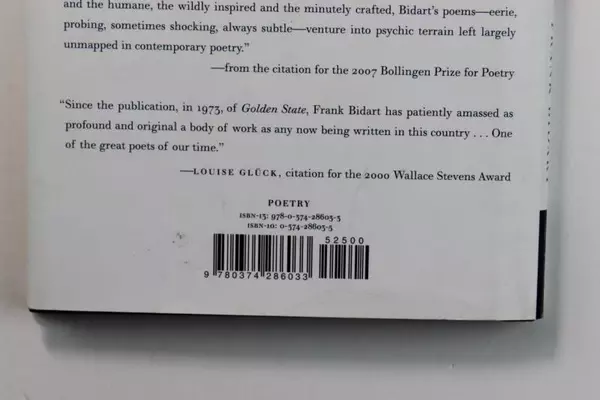 and the humane, the wildly inspired and the minutely crafted, Bidart's poems—eerie,
probing, sometimes shocking, always subtle—venture into psychic terrain left largely
unmapped in contemporary poetry."
—from the citation for the 2007 Bollingen Prize for Poetry
"Since the publication, in 1973, of Golden State, Frank Bidart has patiently amassed as
profound and original a body of work as any now being written in this country . . . One
of the great poets of our time."
—LOUISE GLÜCK, citation for the 2000 Wallace Stevens Award
POETRY
ISBN-13: 978-0-374-28603-3
ISBN-10: 0-374-28603-5
52500
9 780374 286033